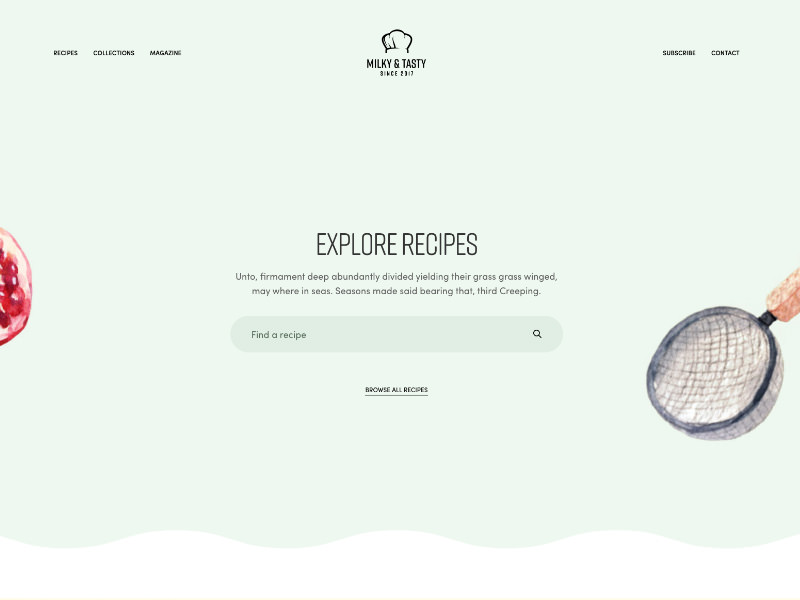 RECIPES COLLECTIONS MAGAZINE
MILKY & TASTY
SINCE 2017
SUBSCRIBE CONTACT
EXPLORE RECIPES
Unto, firmament deep abundantly divided yielding their grass grass winged,
may where in seas. Seasons made said bearing that, third Creeping.
Find a recipe
BROWSE ALL RECIPES